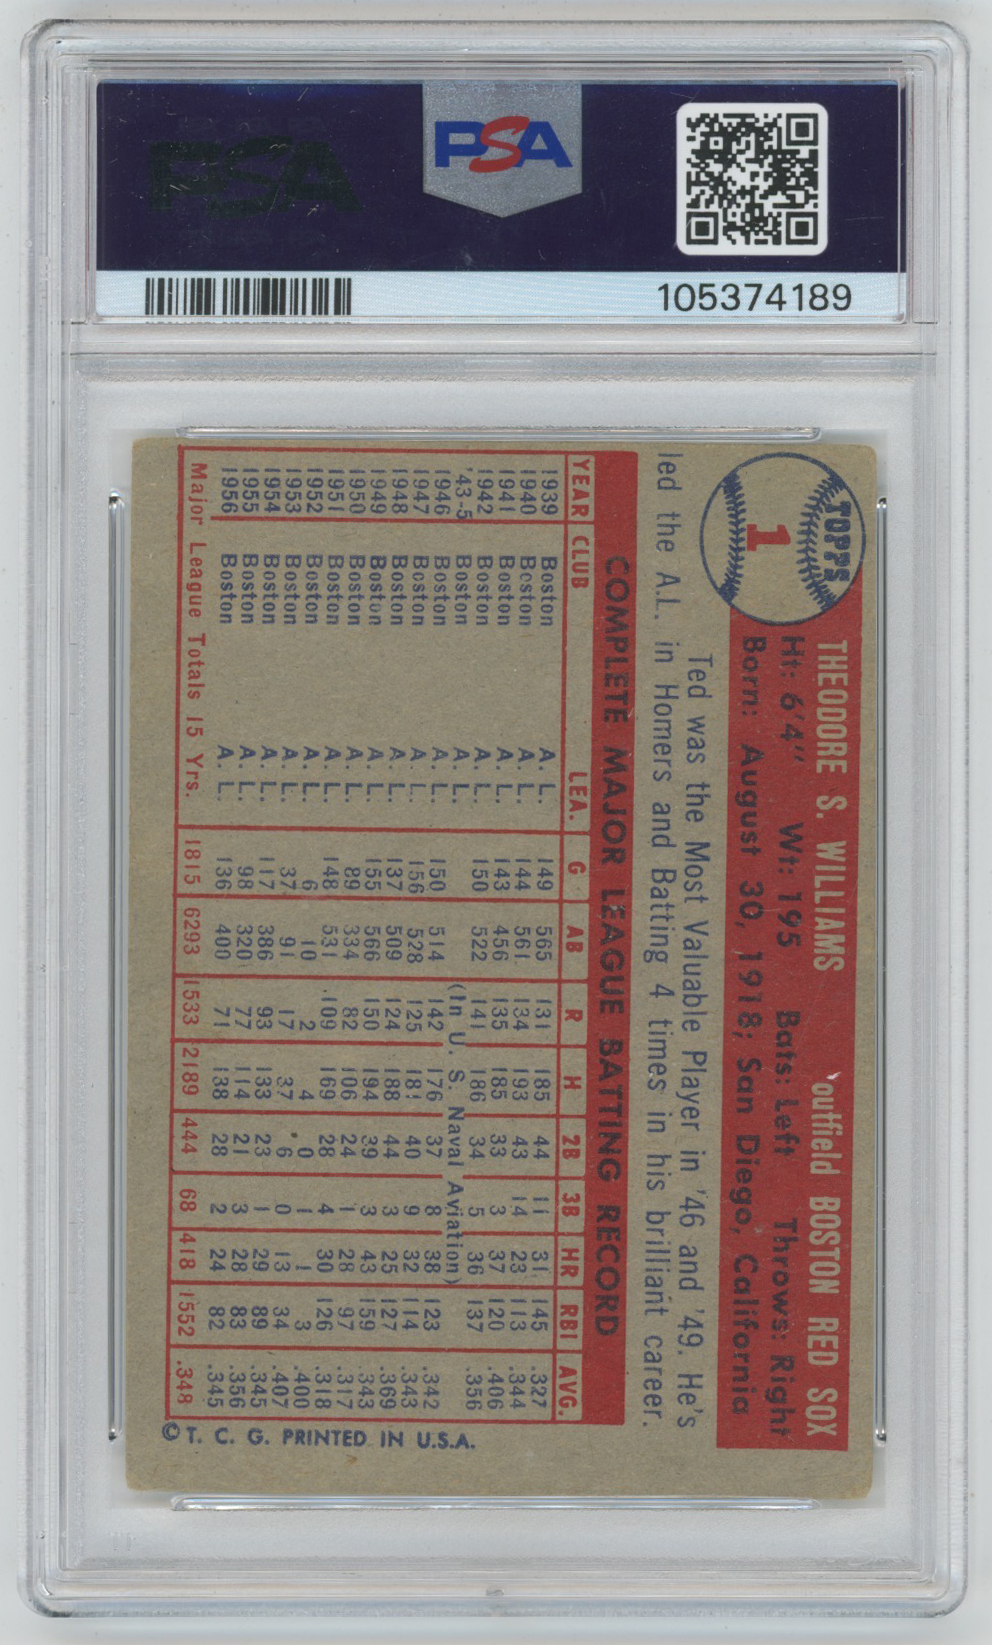 PSA
PSA
105374189
TOPPS
1
THEODORE S. WILLIAMS outfield BOSTON RED SOX
Ht: 6'4" Wt: 195 Bats: Left Throws: Right
Born: August 30, 1918; San Diego, California
Ted was the Most Valuable Player in '46 and '49. He's
led the A.L. in Homers and Batting 4 times in his brilliant career.
COMPLETE MAJOR LEAGUE BATTING RECORD
YEAR CLUB LEA. G AB R H 2B 3B HR RBI AVG.
1939 Boston A. L. 149 565 131 185 44 11 31 145 .327
1940 Boston A. L. 144 561 134 193 43 14 23 113 .344
1941 Boston A. L. 143 456 135 185 33 3 37 120 .406
1942 Boston A. L. 150 522 141 186 34 5 36 137 .356
'43-5 Boston A. L. (In U. S. Naval Aviation)
1946 Boston A. L. 150 514 142 176 37 8 38 123 .342
1947 Boston A. L. 156 528 125 181 40 9 32 114 .343
1948 Boston A. L. 137 509 124 188 44 3 25 127 .369
1949 Boston A. L. 155 566 150 194 39 3 43 159 .343
1950 Boston A. L. 89 334 82 106 24 1 28 97 .317
1951 Boston A. L. 148 531 109 169 28 4 30 126 .318
1952 Boston A. L. 6 10 2 4 0 1 1 3 .400
1953 Boston A. L. 37 91 17 37 6 0 13 34 .407
1954 Boston A. L. 117 386 93 133 23 1 29 89 .345
1955 Boston A. L. 98 320 77 114 21 3 28 83 .356
1956 Boston A. L. 136 400 71 138 28 2 24 82 .345
Major League Totals 15 Yrs. 1815 6293 1533 2189 444 68 418 1552 .348
© T. C. G. PRINTED IN U.S.A.